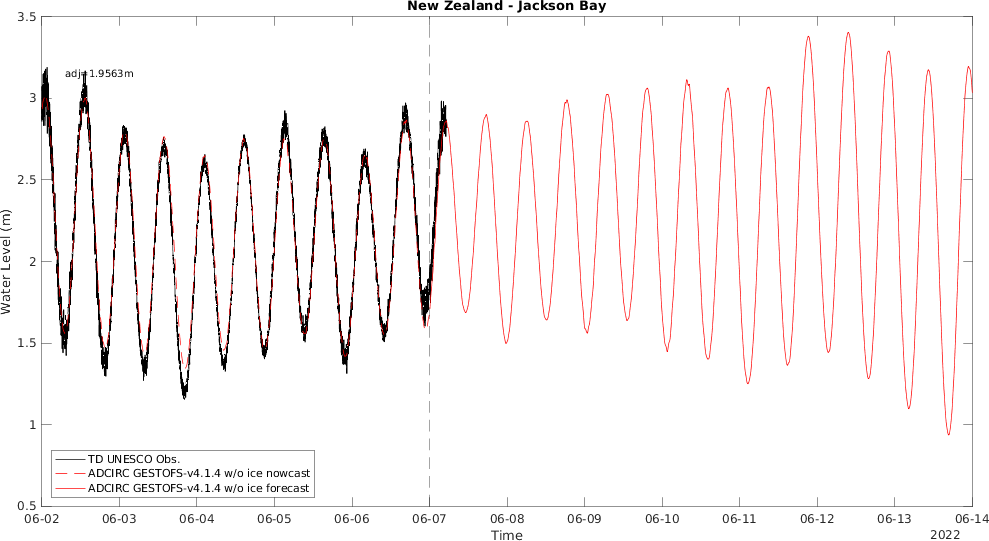 New Zealand - Jackson Bay
3.5
adj=1.9563m
3
2.5
2
1.5
1
0.5
Water Level (m)
TD UNESCO Obs.
ADCIRC GESTOFS-v4.1.4 w/o ice nowcast
ADCIRC GESTOFS-v4.1.4 w/o ice forecast
06-02 06-03 06-04 06-05 06-06 06-07 06-08 06-09 06-10 06-11 06-12 06-13 06-14
Time
2022